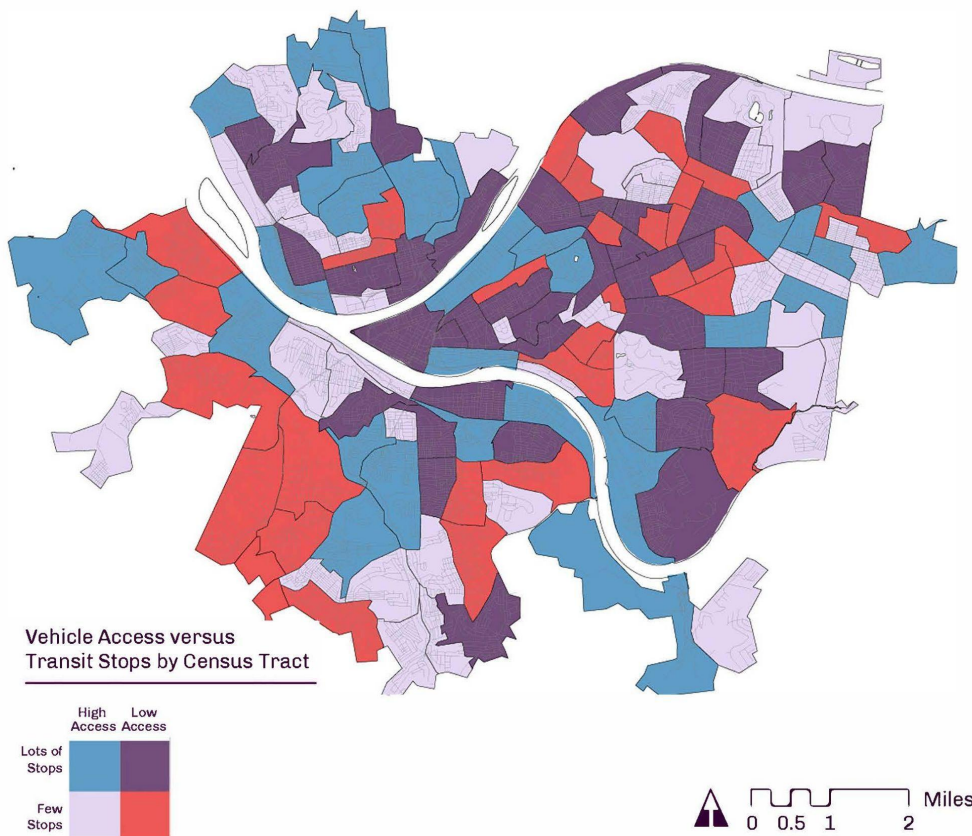 Vehicle Access versus
Transit Stops by Census Tract
High Access
Low Access
Lots of Stops
Few Stops
0 0.5 1 2 Miles